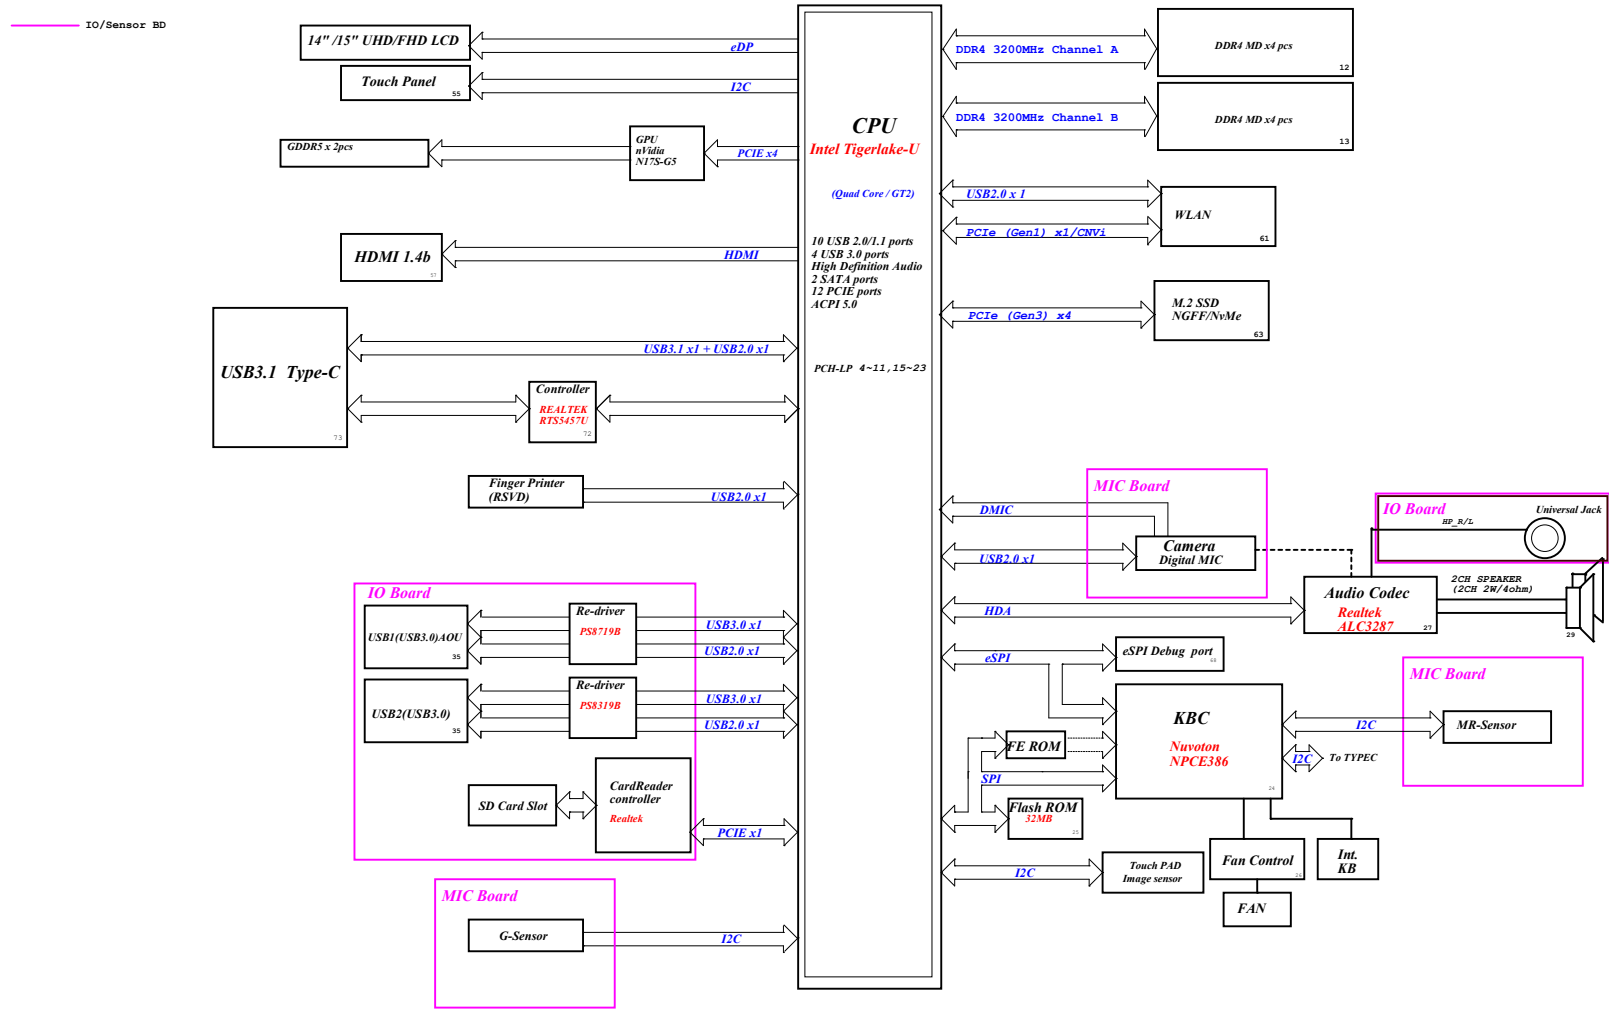 IO/Sensor BD
14" /15" UHD/FHD LCD
eDP
Touch Panel
55
I2C
GDDR5 x 2pcs
GPU
nVidia
N17S-G5
PCIE x4
HDMI 1.4b
57
HDMI
USB3.1 Type-C
73
USB3.1 x1 + USB2.0 x1
Controller
REALTEK
RTS5457U
72
Finger Printer
(RSVD)
USB2.0 x1
IO Board
USB1(USB3.0)AOU
35
Re-driver
PS8719B
USB3.0 x1
USB2.0 x1
USB2(USB3.0)
35
Re-driver
PS8319B
USB3.0 x1
USB2.0 x1
SD Card Slot
CardReader
controller
Realtek
PCIE x1
MIC Board
G-Sensor
I2C
CPU
Intel Tigerlake-U
(Quad Core / GT2)
10 USB 2.0/1.1 ports
4 USB 3.0 ports
High Definition Audio
2 SATA ports
12 PCIE ports
ACPI 5.0
PCH-LP 4~11,15~23
DDR4 3200MHz Channel A
DDR4 MD x4 pcs
12
DDR4 3200MHz Channel B
DDR4 MD x4 pcs
13
USB2.0 x 1
PCIe (Gen1) x1/CNVi
WLAN
61
PCIe (Gen3) x4
M.2 SSD
NGFF/NvMe
63
MIC Board
DMIC
USB2.0 x1
Camera
Digital MIC
IO Board
Universal Jack
HP_R/L
HDA
Audio Codec
Realtek
ALC3287
27
2CH SPEAKER
(2CH 2W/4ohm)
29
eSPI
eSPI Debug port
68
KBC
Nuvoton
NPCE386
24
I2C
MIC Board
MR-Sensor
I2C
To TYPEC
FE ROM
SPI
Flash ROM
32MB
25
I2C
Touch PAD
Image sensor
Fan Control
26
Int.
KB
FAN